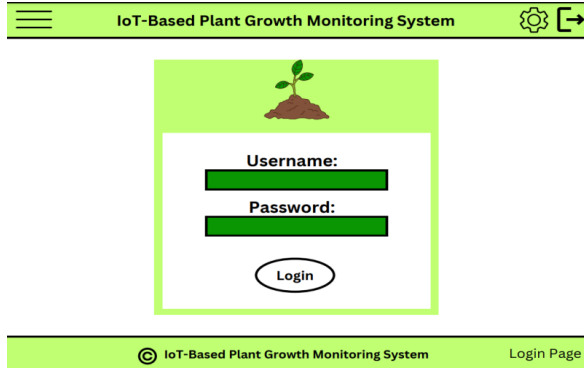 IoT-Based Plant Growth Monitoring System
Username:
Password:
Login
© IoT-Based Plant Growth Monitoring System
Login Page